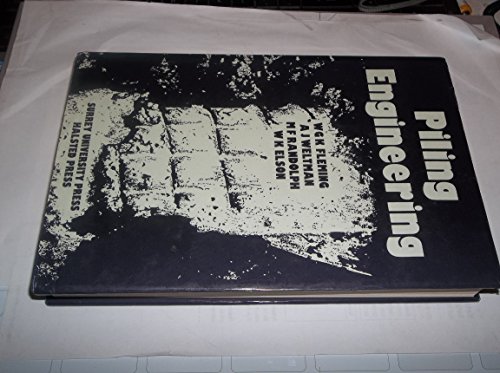 Piling
Engineering
W G K FLEMING
A J WELTMAN
M F RANDOLPH
W K ELSON
SURREY UNIVERSITY PRESS
HALSTED PRESS